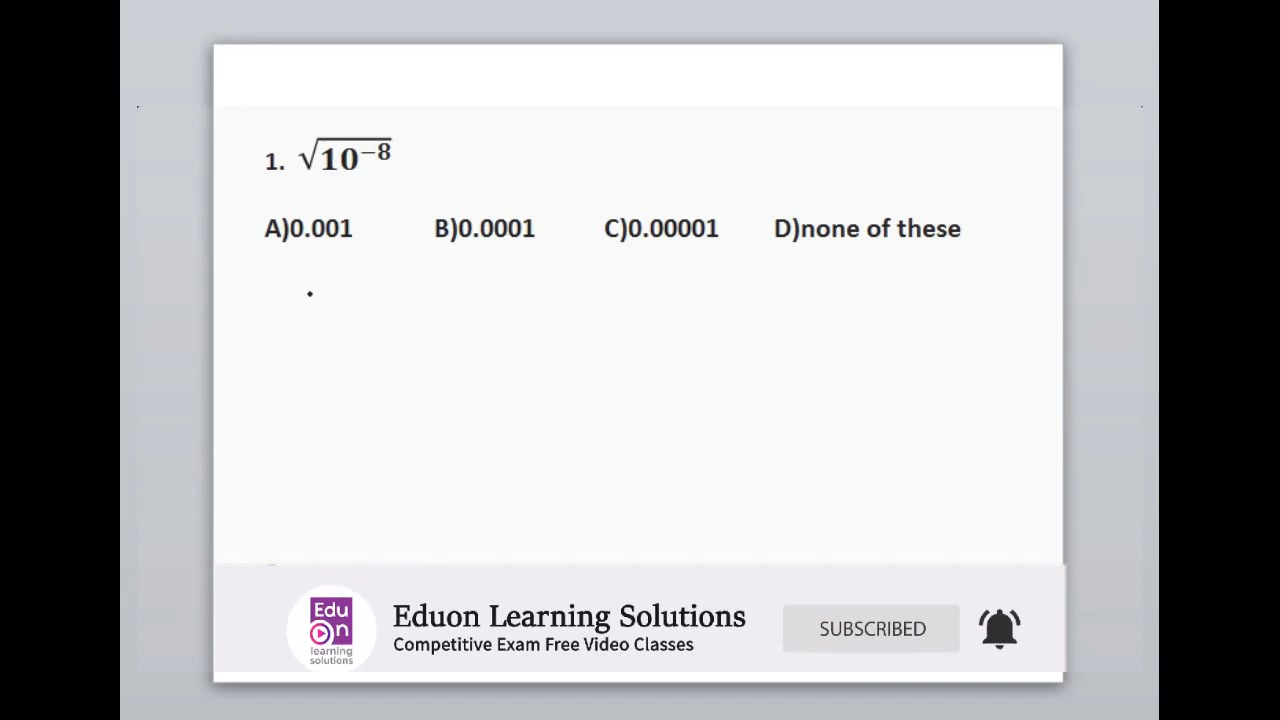 1. √10⁻⁸
A)0.001 B)0.0001 C)0.00001 D)none of these
Edu
On
learning
solutions
Eduon Learning Solutions
Competitive Exam Free Video Classes
SUBSCRIBED